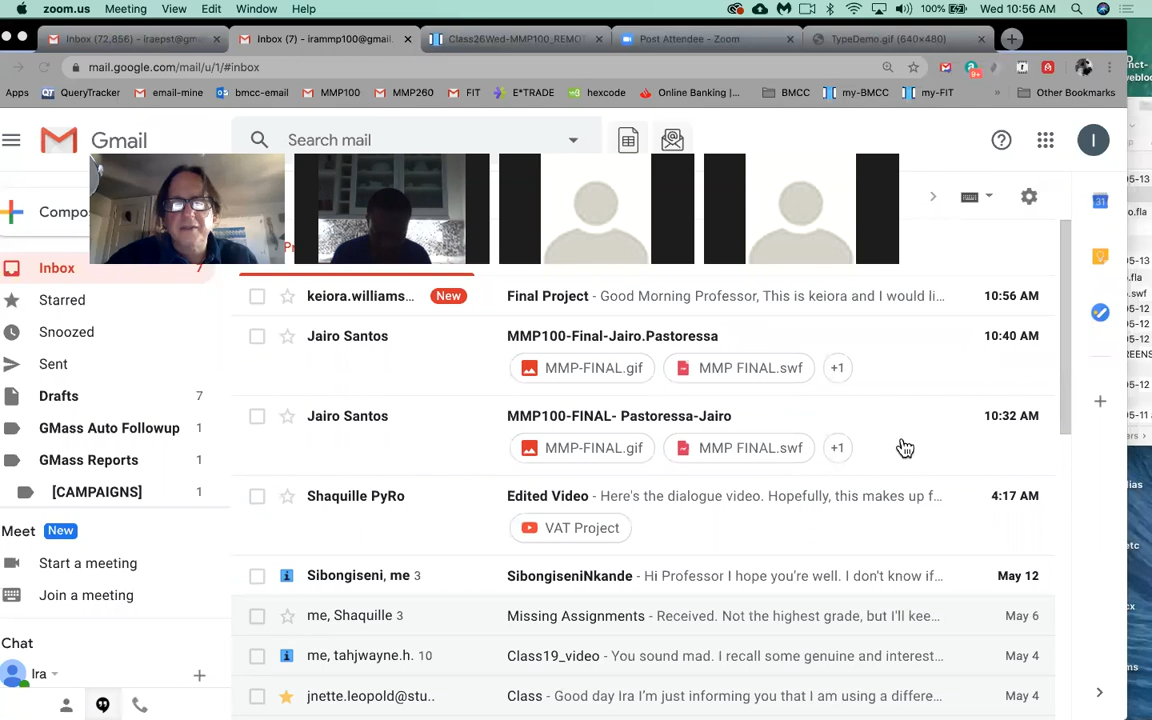 zoom.us Meeting View Edit Window Help 100% Wed 10:56 AM
Inbox (72,856) - iraepst@gmail × Inbox (7) - irammp100@gmail. × Class26Wed-MMP100_REMOT × Post Attendee - Zoom × TypeDemo.gif (640×480) ×
mail.google.com/mail/u/1/#inbox
Apps QueryTracker email-mine bmcc-email MMP100 MMP260 FIT E*TRADE hexcode Online Banking |... BMCC my-BMCC my-FIT » Other Bookmarks
Gmail Search mail I
Compo
Inbox 7
Starred
Snoozed
Sent
Drafts 7
GMass Auto Followup 1
GMass Reports 1
[CAMPAIGNS] 1
Meet New
Start a meeting
Join a meeting
Chat
Ira
keiora.williams... New Final Project - Good Morning Professor, This is keiora and I would li... 10:56 AM
Jairo Santos MMP100-Final-Jairo.Pastoressa 10:40 AM
MMP-FINAL.gif MMP FINAL.swf +1
Jairo Santos MMP100-FINAL- Pastoressa-Jairo 10:32 AM
MMP-FINAL.gif MMP FINAL.swf +1
Shaquille PyRo Edited Video - Here's the dialogue video. Hopefully, this makes up f... 4:17 AM
VAT Project
Sibongiseni, me 3 SibongiseniNkande - Hi Professor I hope you're well. I don't know if... May 12
me, Shaquille 3 Missing Assignments - Received. Not the highest grade, but I'll kee... May 6
me, tahjwayne.h. 10 Class19_video - You sound mad. I recall some genuine and interest... May 4
jnette.leopold@stu.. Class - Good day Ira I'm just informing you that I am using a differe... May 4
31